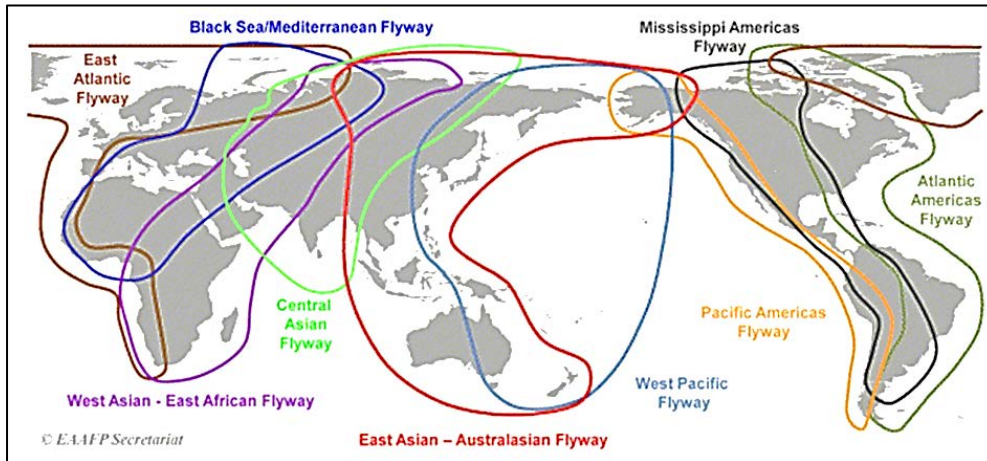 Black Sea/Mediterranean Flyway
Mississippi Americas
Flyway
East
Atlantic
Flyway
Atlantic
Americas
Flyway
Central
Asian
Flyway
Pacific Americas
Flyway
West Asian - East African Flyway
West Pacific
Flyway
East Asian – Australasian Flyway
© EAAFP Secretariat